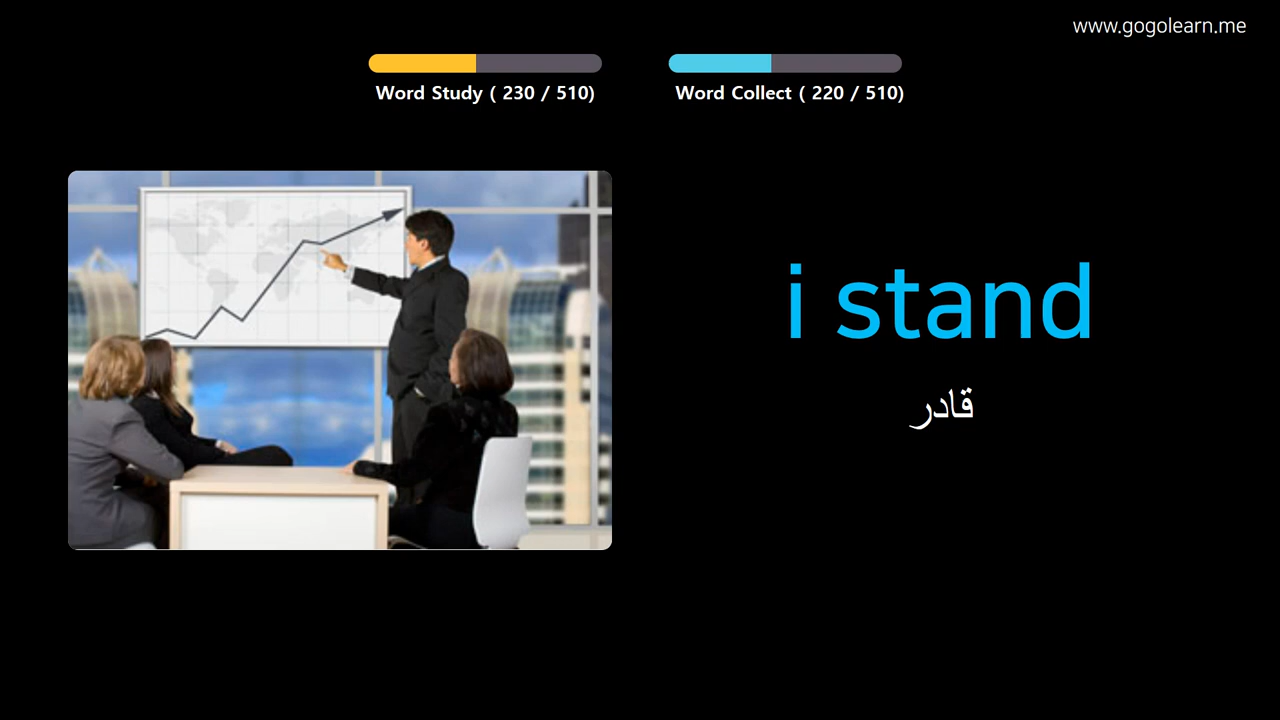 www.gogolearn.me
Word Study ( 230 / 510)
Word Collect ( 220 / 510)
i stand
قادر